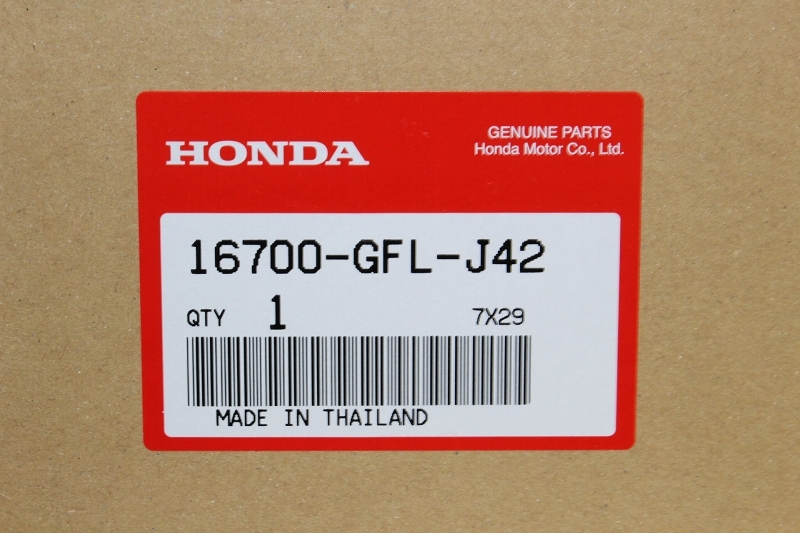 HONDA
GENUINE PARTS
Honda Motor Co., Ltd.
16700-GFL-J42
QTY 1 7X29
MADE IN THAILAND